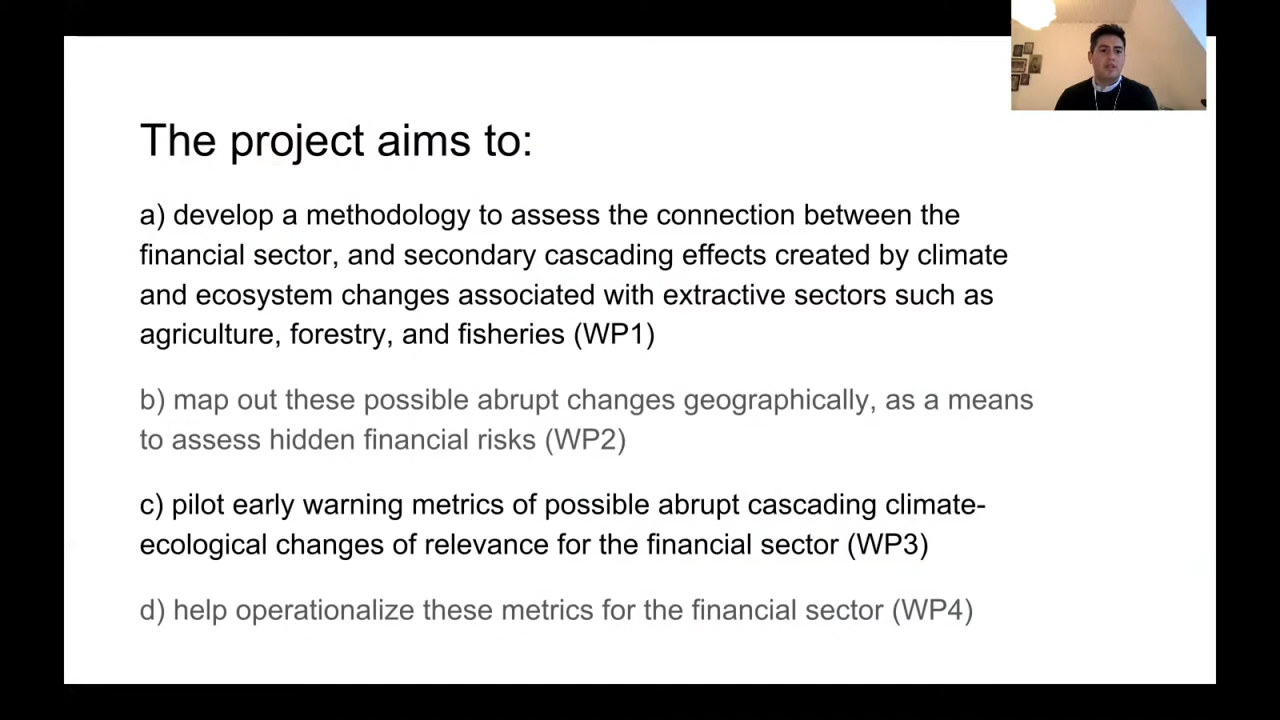 The project aims to:
a) develop a methodology to assess the connection between the
financial sector, and secondary cascading effects created by climate
and ecosystem changes associated with extractive sectors such as
agriculture, forestry, and fisheries (WP1)
b) map out these possible abrupt changes geographically, as a means
to assess hidden financial risks (WP2)
c) pilot early warning metrics of possible abrupt cascading climate-
ecological changes of relevance for the financial sector (WP3)
d) help operationalize these metrics for the financial sector (WP4)